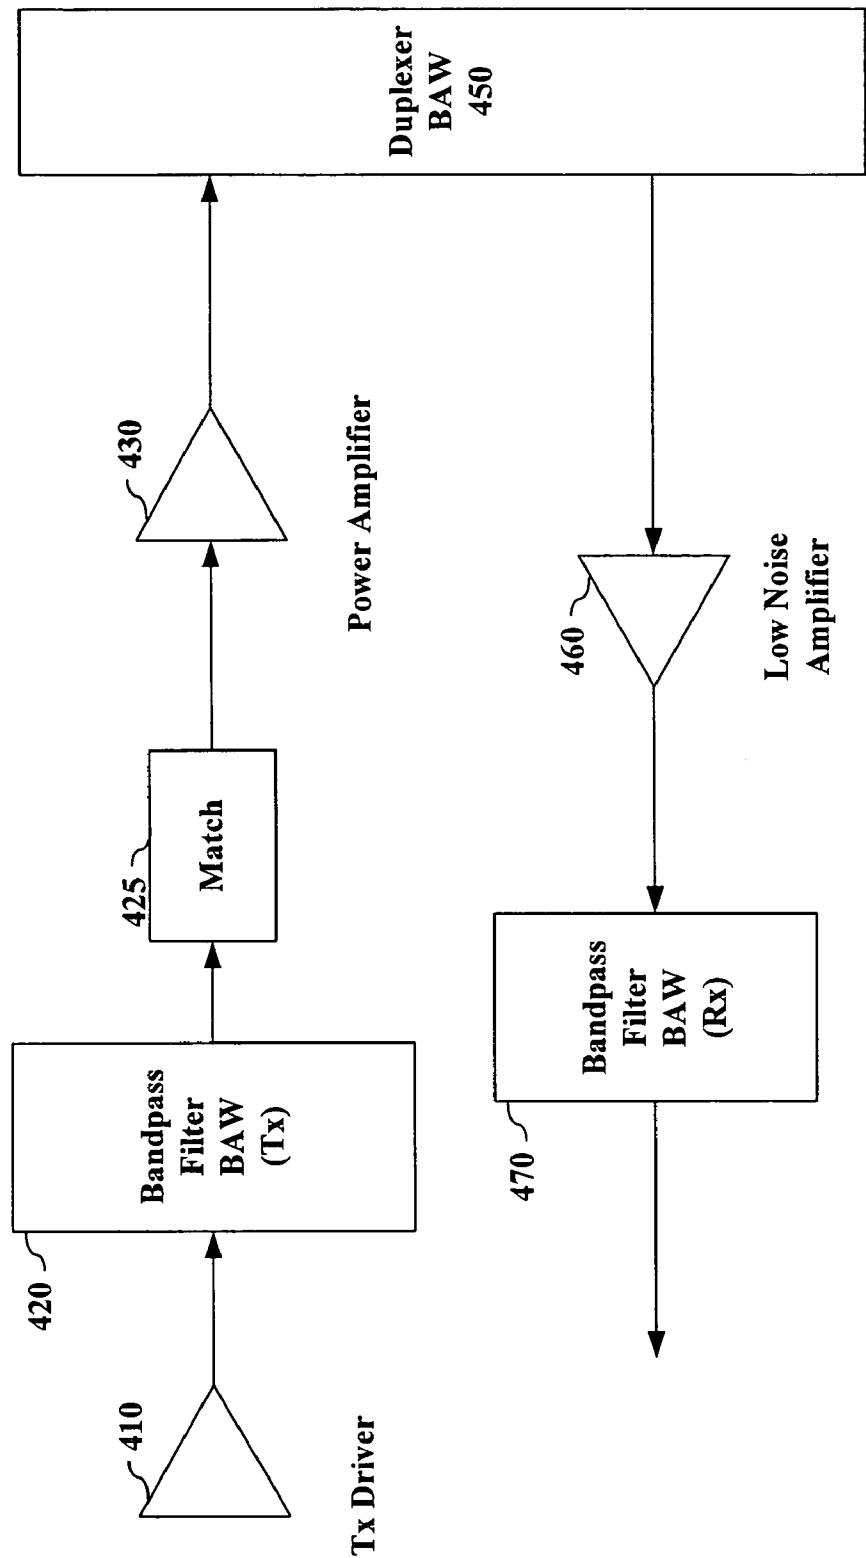 410
Tx Driver
420
Bandpass
Filter
BAW
(Tx)
425
Match
430
Power Amplifier
Duplexer
BAW
450
460
Low Noise
Amplifier
470
Bandpass
Filter
BAW
(Rx)